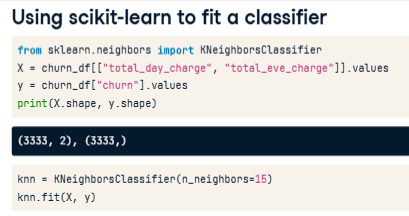 Using scikit-learn to fit a classifier
from sklearn.neighbors import KNeighborsClassifier
X = churn_df[["total_day_charge", "total_eve_charge"]].values
y = churn_df["churn"].values
print(X.shape, y.shape)
(3333, 2), (3333,)
knn = KNeighborsClassifier(n_neighbors=15)
knn.fit(X, y)